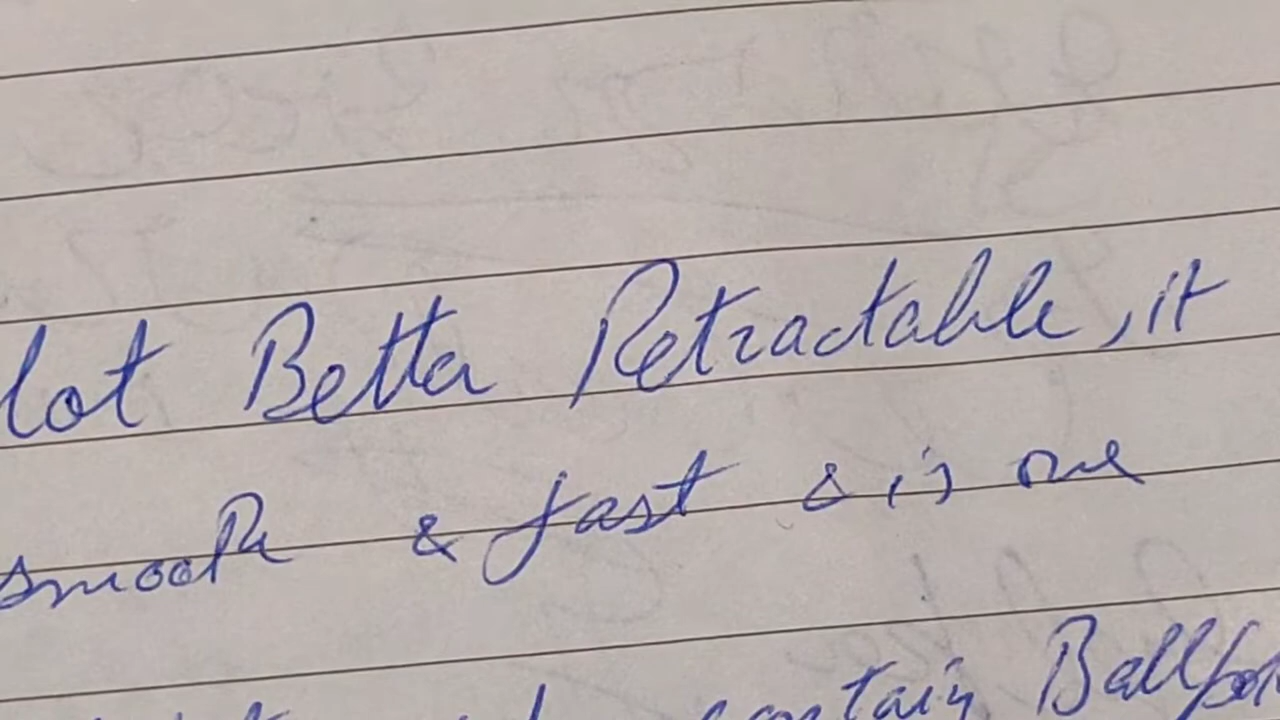 lot Better Retractable, it
smooth & fast & is one
contain Ballpo